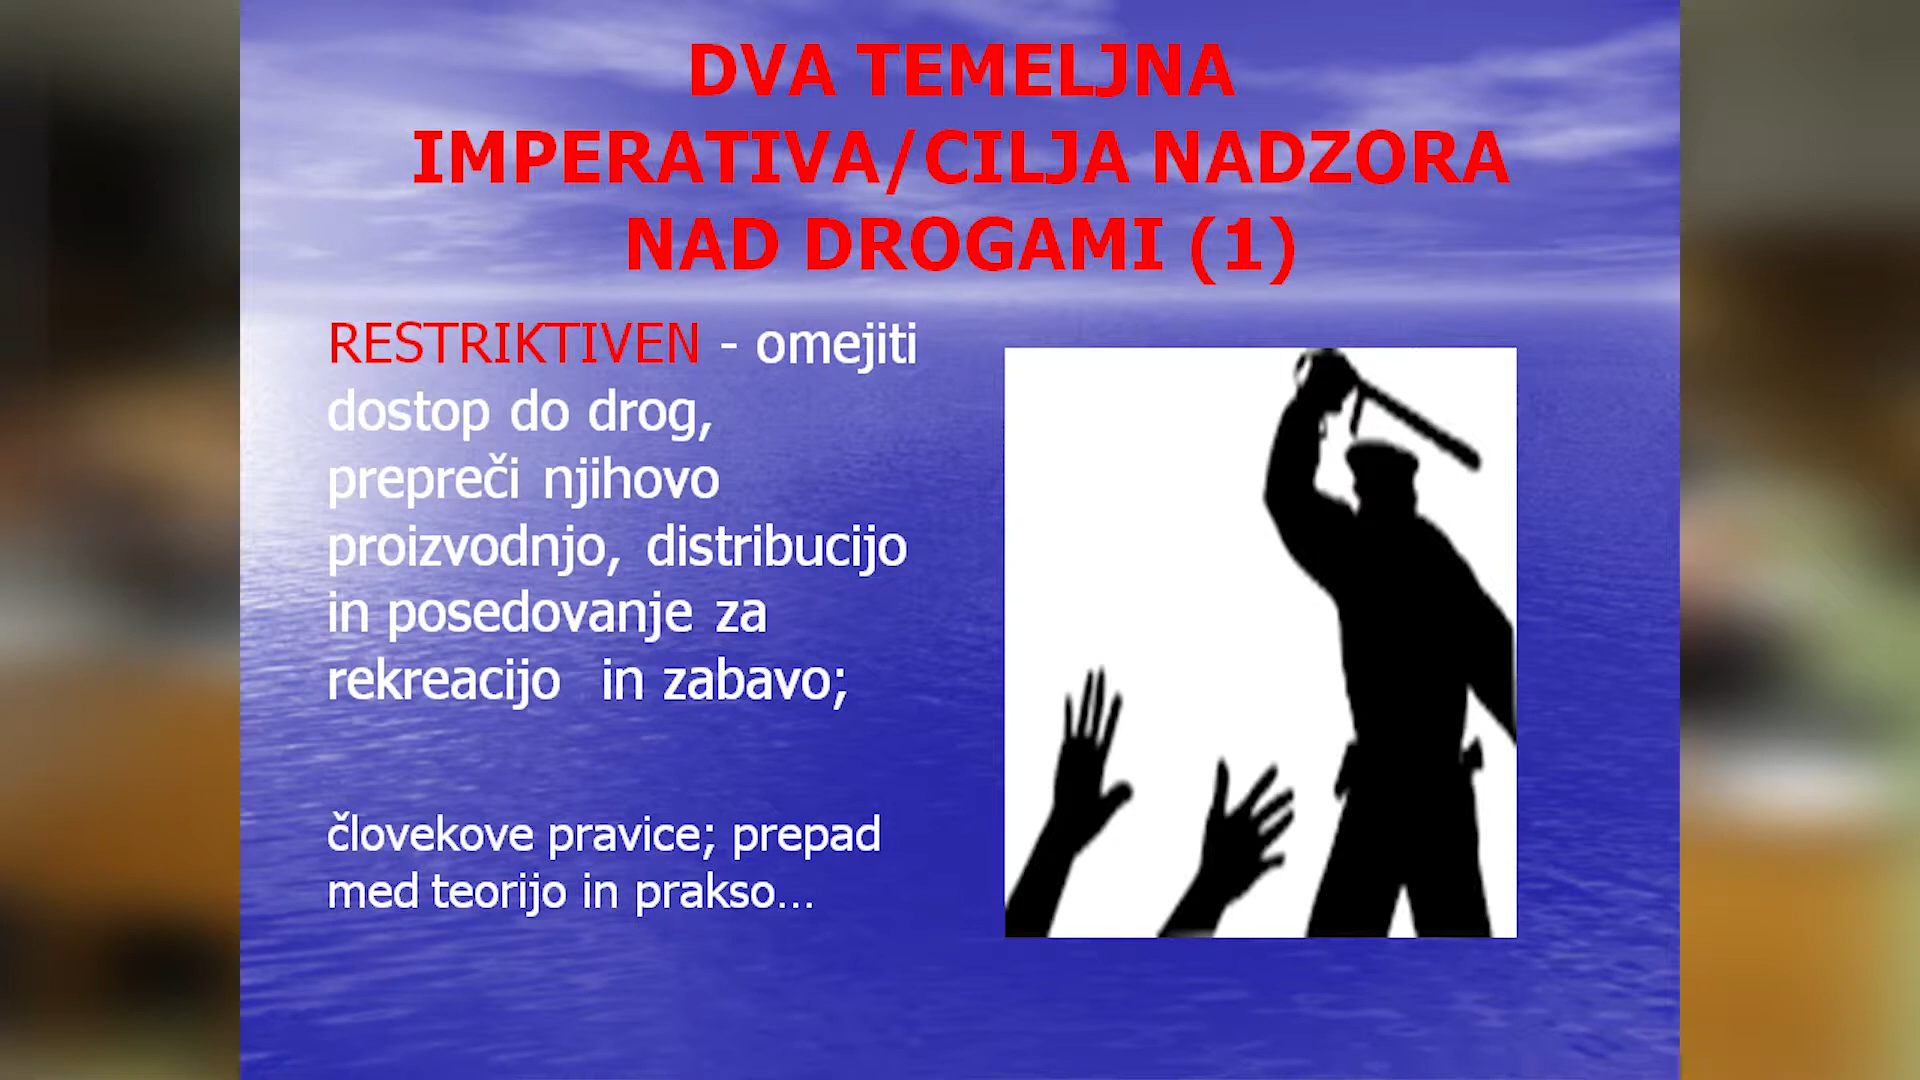 DVA TEMELJNA
IMPERATIVA/CILJA NADZORA
NAD DROGAMI (1)
RESTRIKTIVEN - omejiti
dostop do drog,
prepreči njihovo
proizvodnjo, distribucijo
in posedovanje za
rekreacijo in zabavo;
človekove pravice; prepad
med teorijo in prakso...